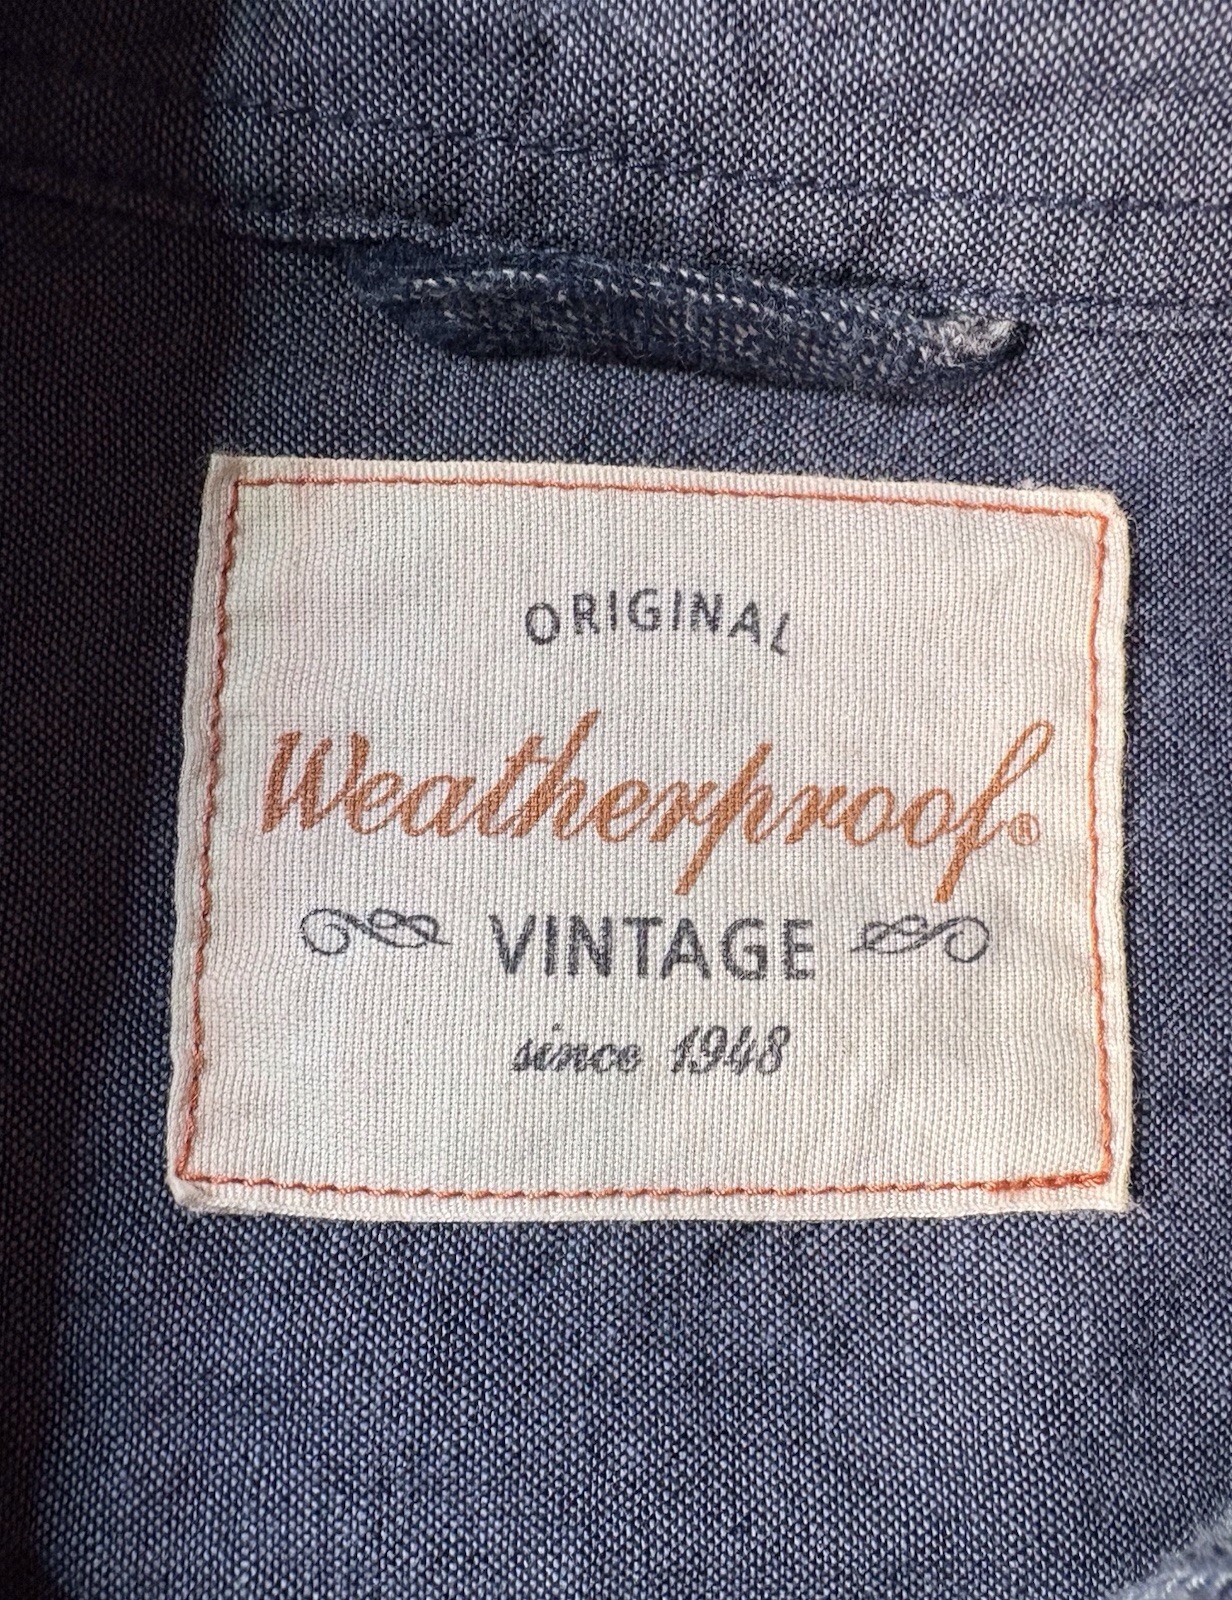 ORIGINAL
Weatherproof®
VINTAGE
since 1948